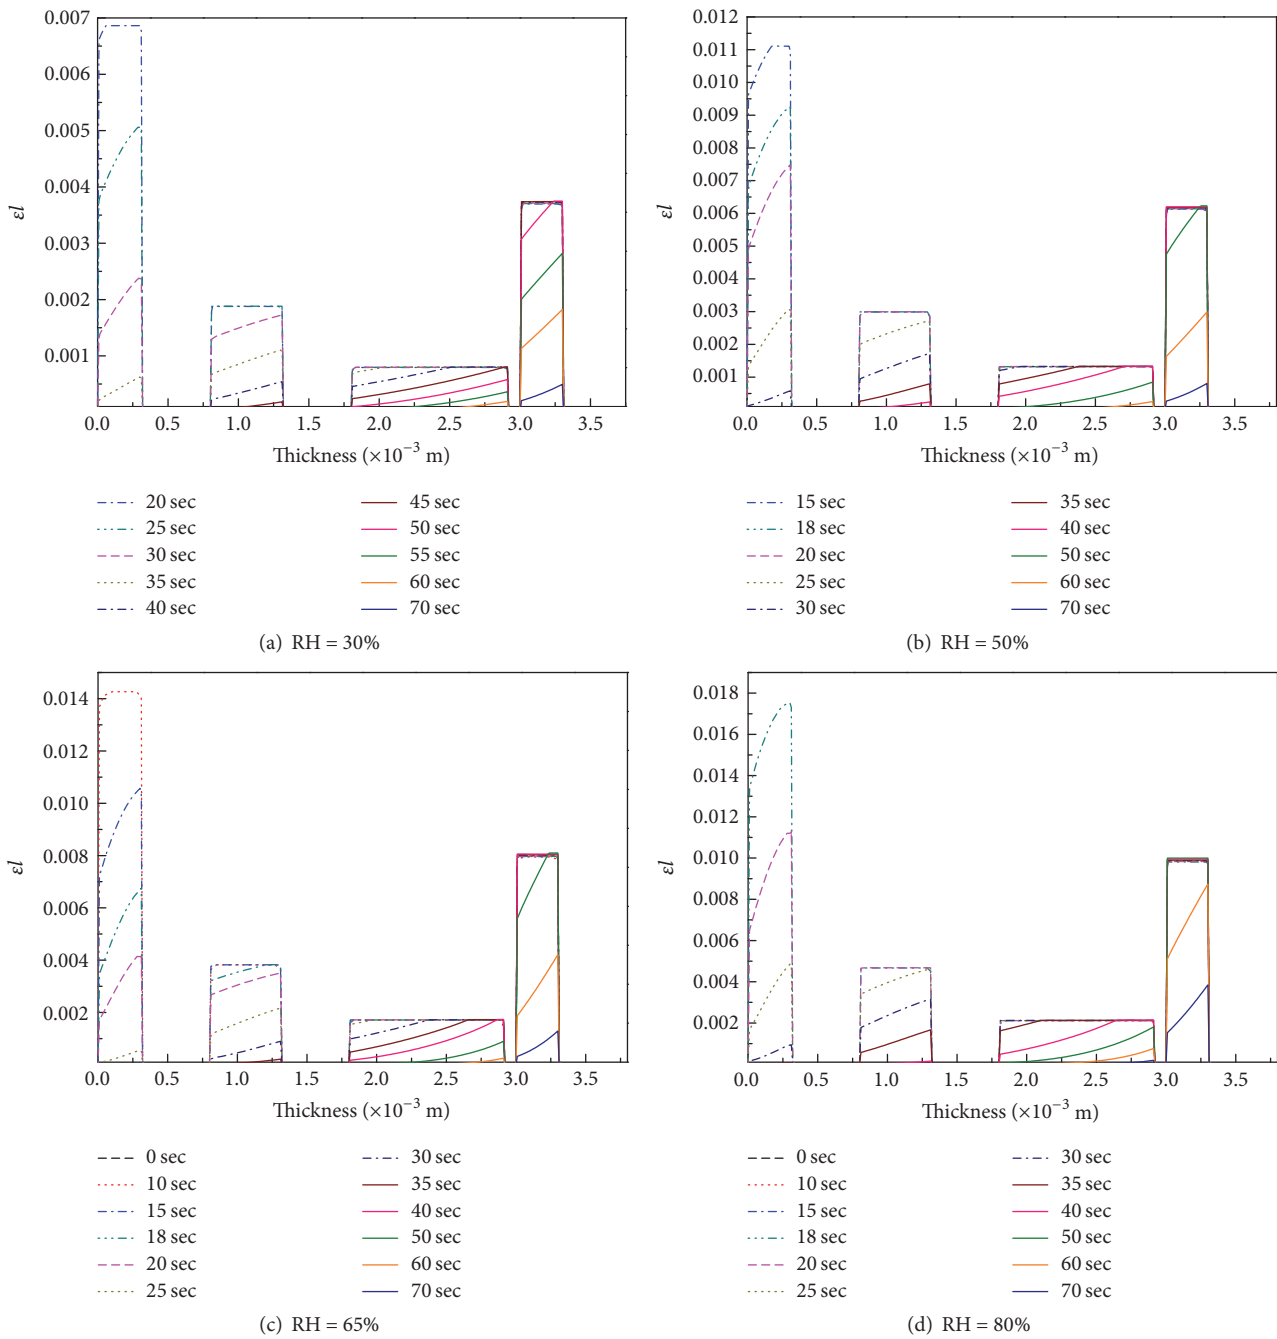 0.007
0.006
0.005
0.004
0.003
0.002
0.001
εl
0.0 0.5 1.0 1.5 2.0 2.5 3.0 3.5
Thickness (×10⁻³ m)
20 sec 45 sec
25 sec 50 sec
30 sec 55 sec
35 sec 60 sec
40 sec 70 sec
(a) RH = 30%
0.012
0.011
0.010
0.009
0.008
0.007
0.006
0.005
0.004
0.003
0.002
0.001
εl
0.0 0.5 1.0 1.5 2.0 2.5 3.0 3.5
Thickness (×10⁻³ m)
15 sec 35 sec
18 sec 40 sec
20 sec 50 sec
25 sec 60 sec
30 sec 70 sec
(b) RH = 50%
0.014
0.012
0.010
0.008
0.006
0.004
0.002
εl
0.0 0.5 1.0 1.5 2.0 2.5 3.0 3.5
Thickness (×10⁻³ m)
0 sec 30 sec
10 sec 35 sec
15 sec 40 sec
18 sec 50 sec
20 sec 60 sec
25 sec 70 sec
(c) RH = 65%
0.018
0.016
0.014
0.012
0.010
0.008
0.006
0.004
0.002
εl
0.0 0.5 1.0 1.5 2.0 2.5 3.0 3.5
Thickness (×10⁻³ m)
0 sec 30 sec
10 sec 35 sec
15 sec 40 sec
18 sec 50 sec
20 sec 60 sec
25 sec 70 sec
(d) RH = 80%